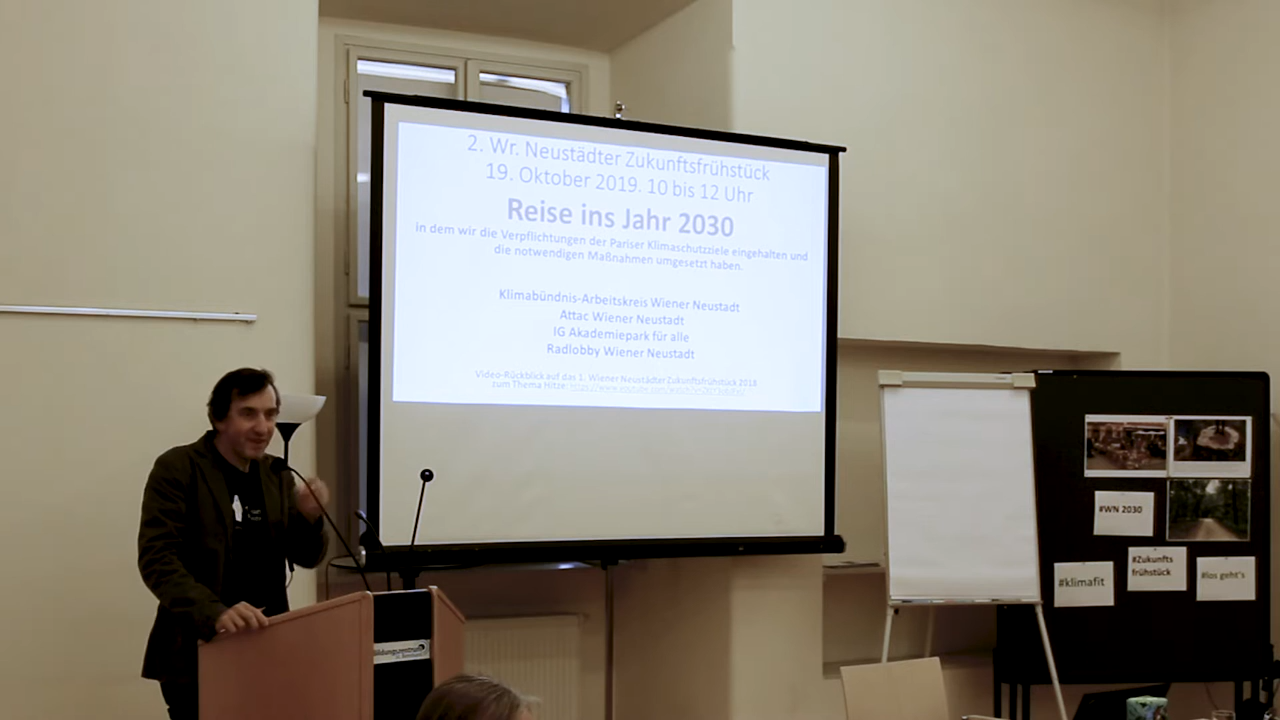 2. Wr. Neustädter Zukunftsfrühstück
19. Oktober 2019. 10 bis 12 Uhr
Reise ins Jahr 2030
in dem wir die Verpflichtungen der Pariser Klimaschutzziele eingehalten und
die notwendigen Maßnahmen umgesetzt haben.
Klimabündnis-Arbeitskreis Wiener Neustadt
Attac Wiener Neustadt
IG Akademiepark für alle
Radlobby Wiener Neustadt
Video-Rückblick auf das 1. Wiener Neustädter Zukunftsfrühstück 2018
zum Thema Hitze:
#WN 2030
#Zukunfts
frühstück
#klimafit
#los geht's
Bildungszentrum